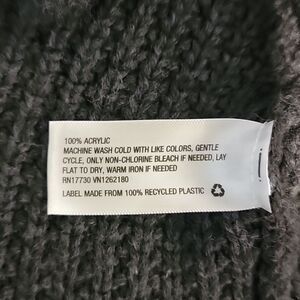 100% ACRYLIC
MACHINE WASH COLD WITH LIKE COLORS, GENTLE
CYCLE, ONLY NON-CHLORINE BLEACH IF NEEDED, LAY
FLAT TO DRY, WARM IRON IF NEEDED
RN17730 VN1262180
LABEL MADE FROM 100% RECYCLED PLASTIC